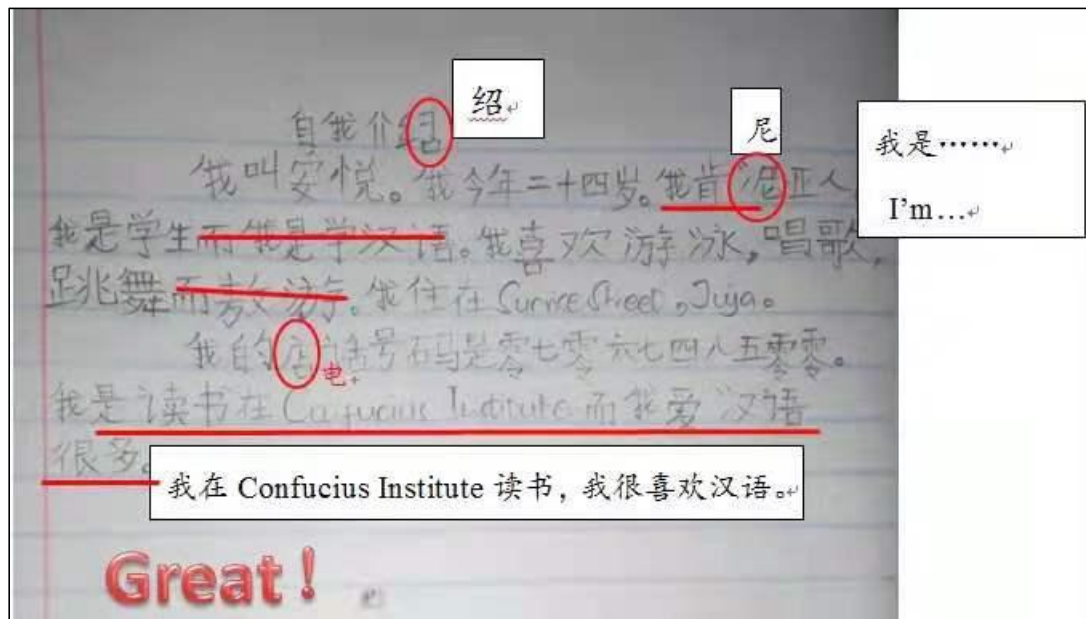 绍
自我介绍
尼
我是……
I'm…
我叫安悦。我今年二十四岁。我肯泥亚人,
我是学生而我是学汉语。我喜欢游泳,唱歌,
跳舞而敖游。我住在 Street, Juja。
我的店话号码是零七零六七四八五零零。
电
我是读书在 Confucius Institute 而我爱汉语
很多。
我在 Confucius Institute 读书，我很喜欢汉语。
Great！